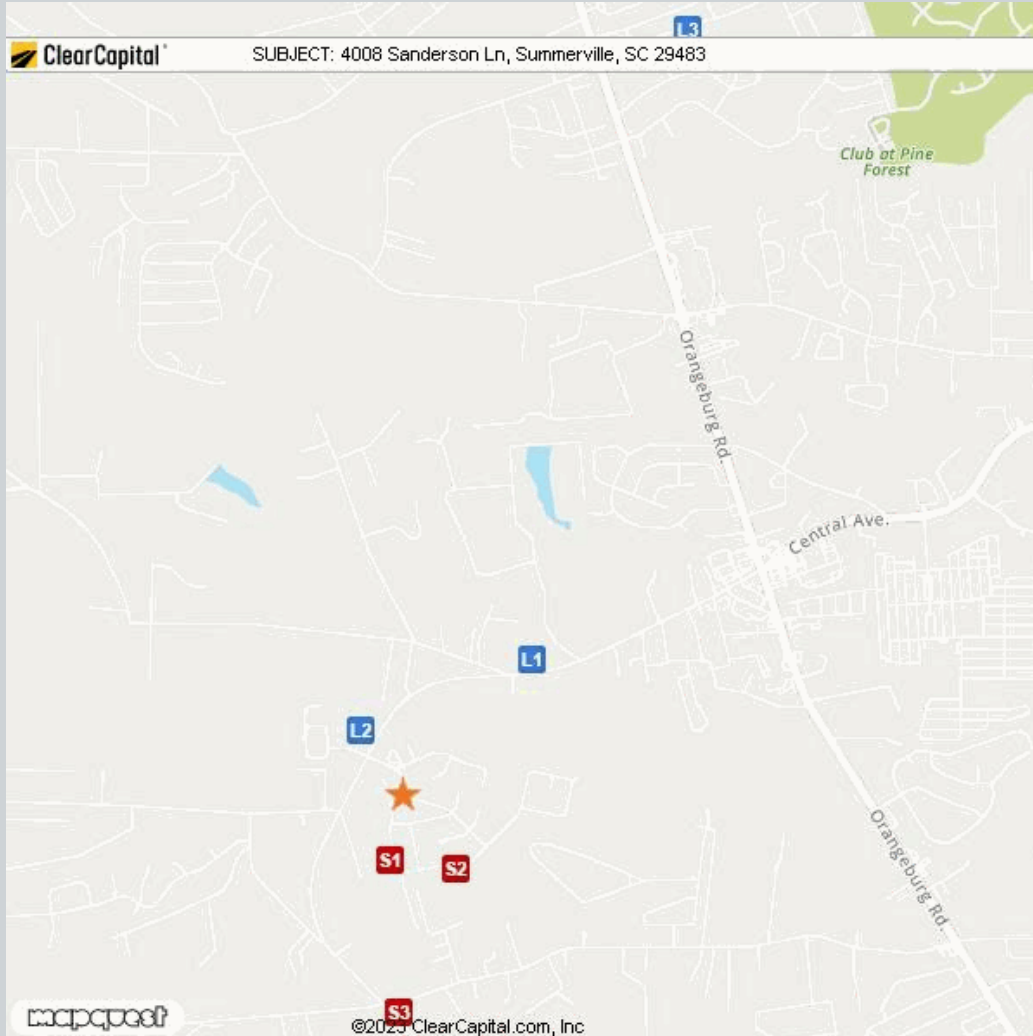 L3
ClearCapital
SUBJECT: 4008 Sanderson Ln, Summerville, SC 29483
Club at Pine
Forest
Orangeburg Rd.
Central Ave.
L1
L2
Orangeburg Rd.
S1
S2
S3
mapquest
©2023 ClearCapital.com, Inc